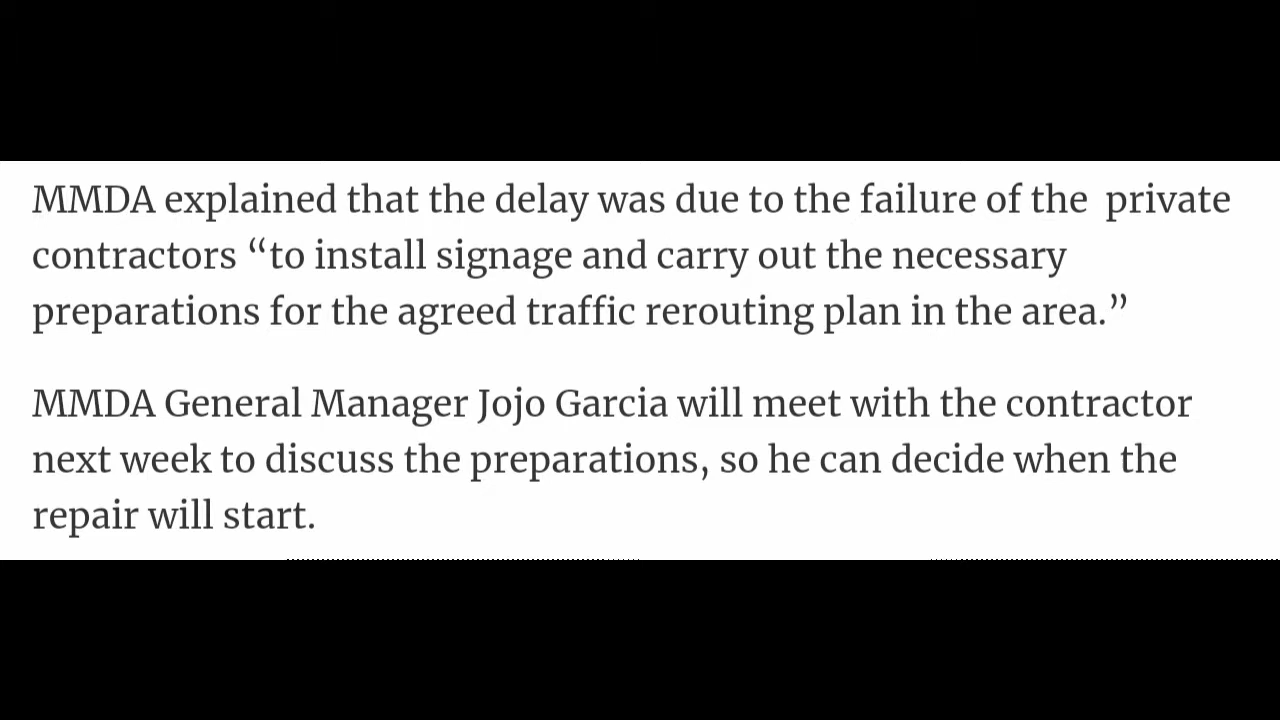 MMDA explained that the delay was due to the failure of the  private
contractors “to install signage and carry out the necessary
preparations for the agreed traffic rerouting plan in the area.”
MMDA General Manager Jojo Garcia will meet with the contractor
next week to discuss the preparations, so he can decide when the
repair will start.